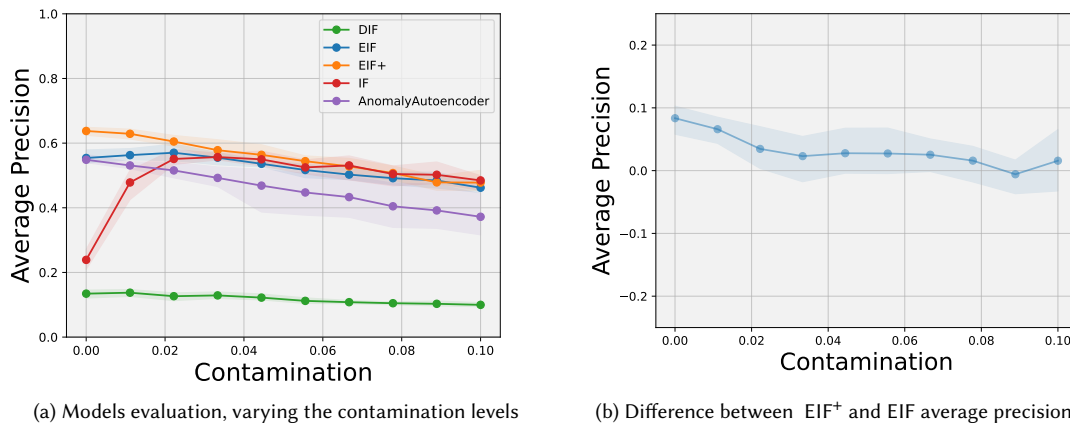 1.0
0.8
0.6
0.4
0.2
0.0
Average Precision
DIF
EIF
EIF+
IF
AnomalyAutoencoder
0.00 0.02 0.04 0.06 0.08 0.10
Contamination
(a) Models evaluation, varying the contamination levels
0.2
0.1
0.0
−0.1
−0.2
Average Precision
0.00 0.02 0.04 0.06 0.08 0.10
Contamination
(b) Difference between EIF⁺ and EIF average precision